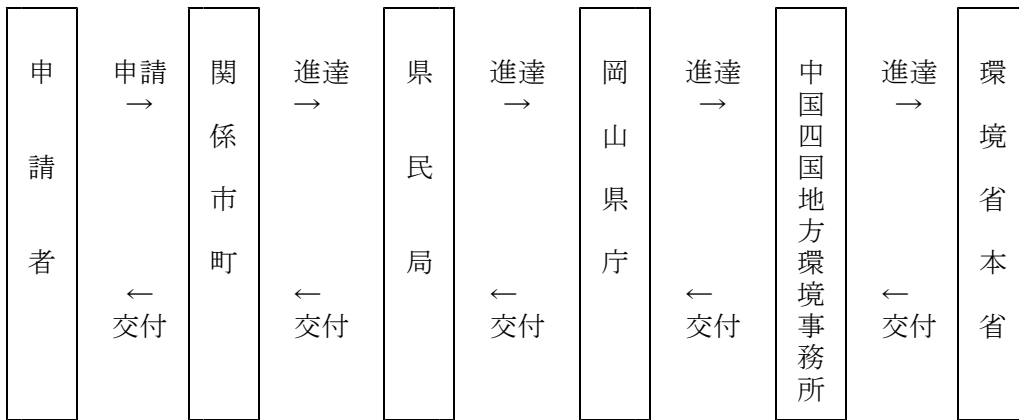 申請者
申請
→
←
交付
関係市町
進達
→
←
交付
県民局
進達
→
←
交付
岡山県庁
進達
→
←
交付
中国四国地方環境事務所
進達
→
←
交付
環境省本省